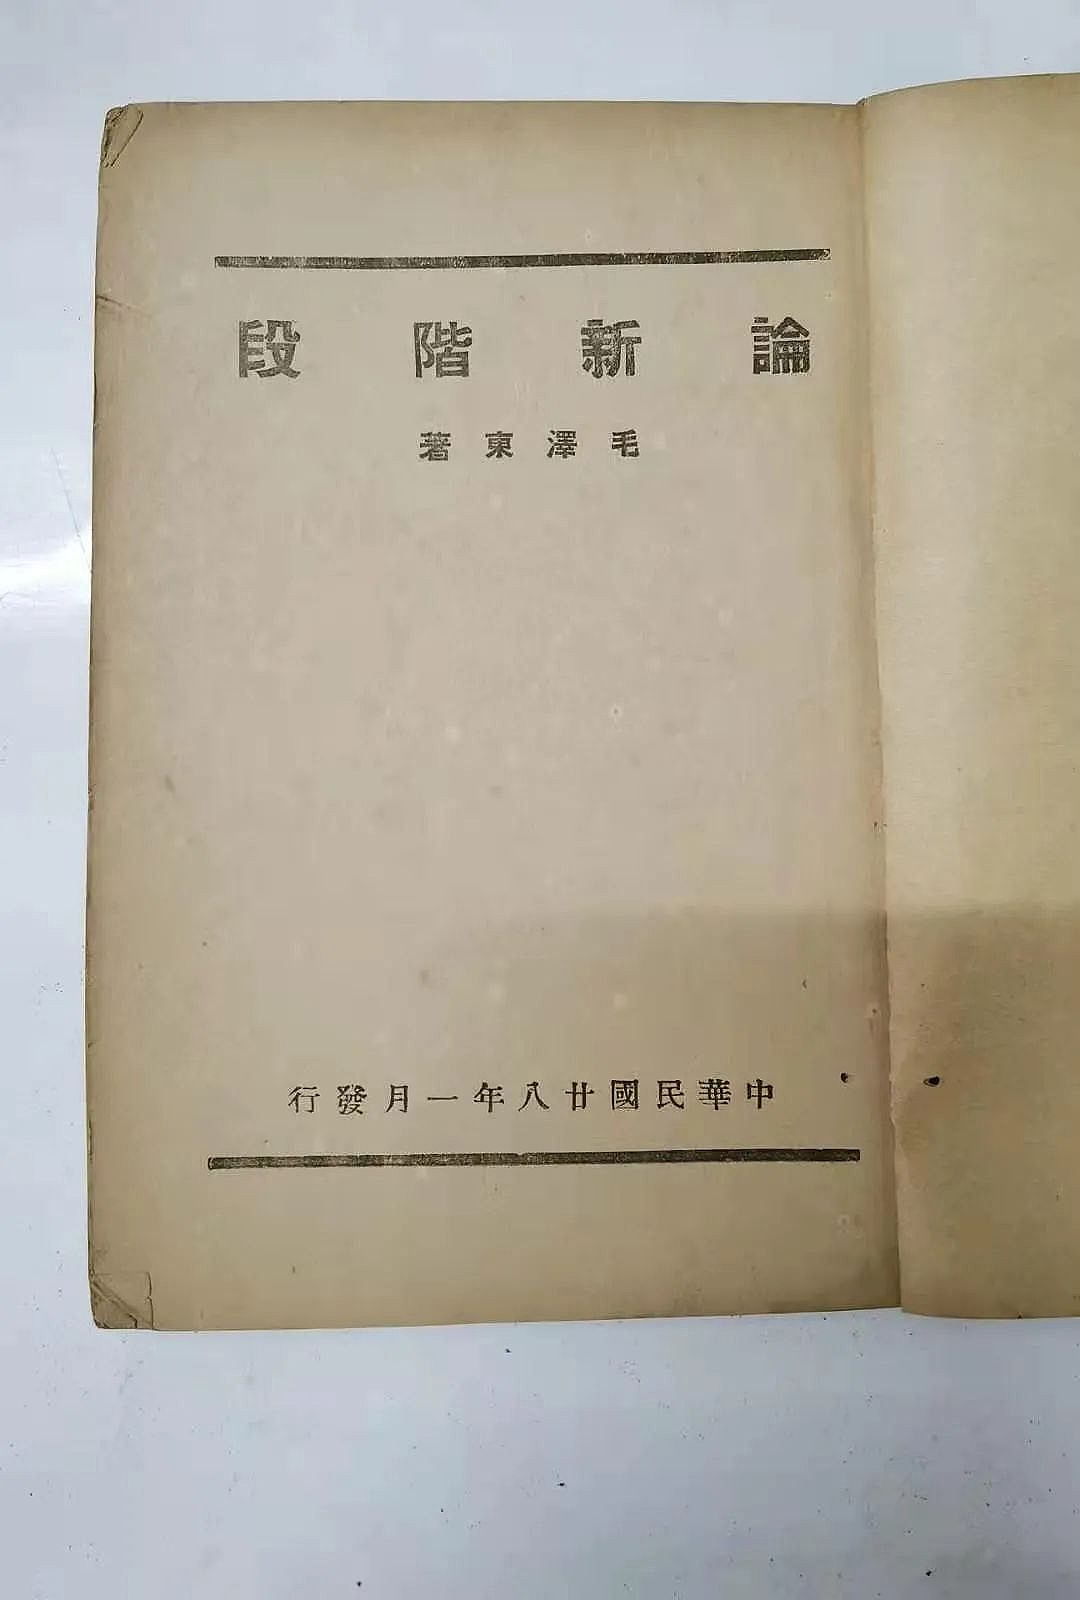 論新階段
毛澤東著
中華民國廿八年一月發行